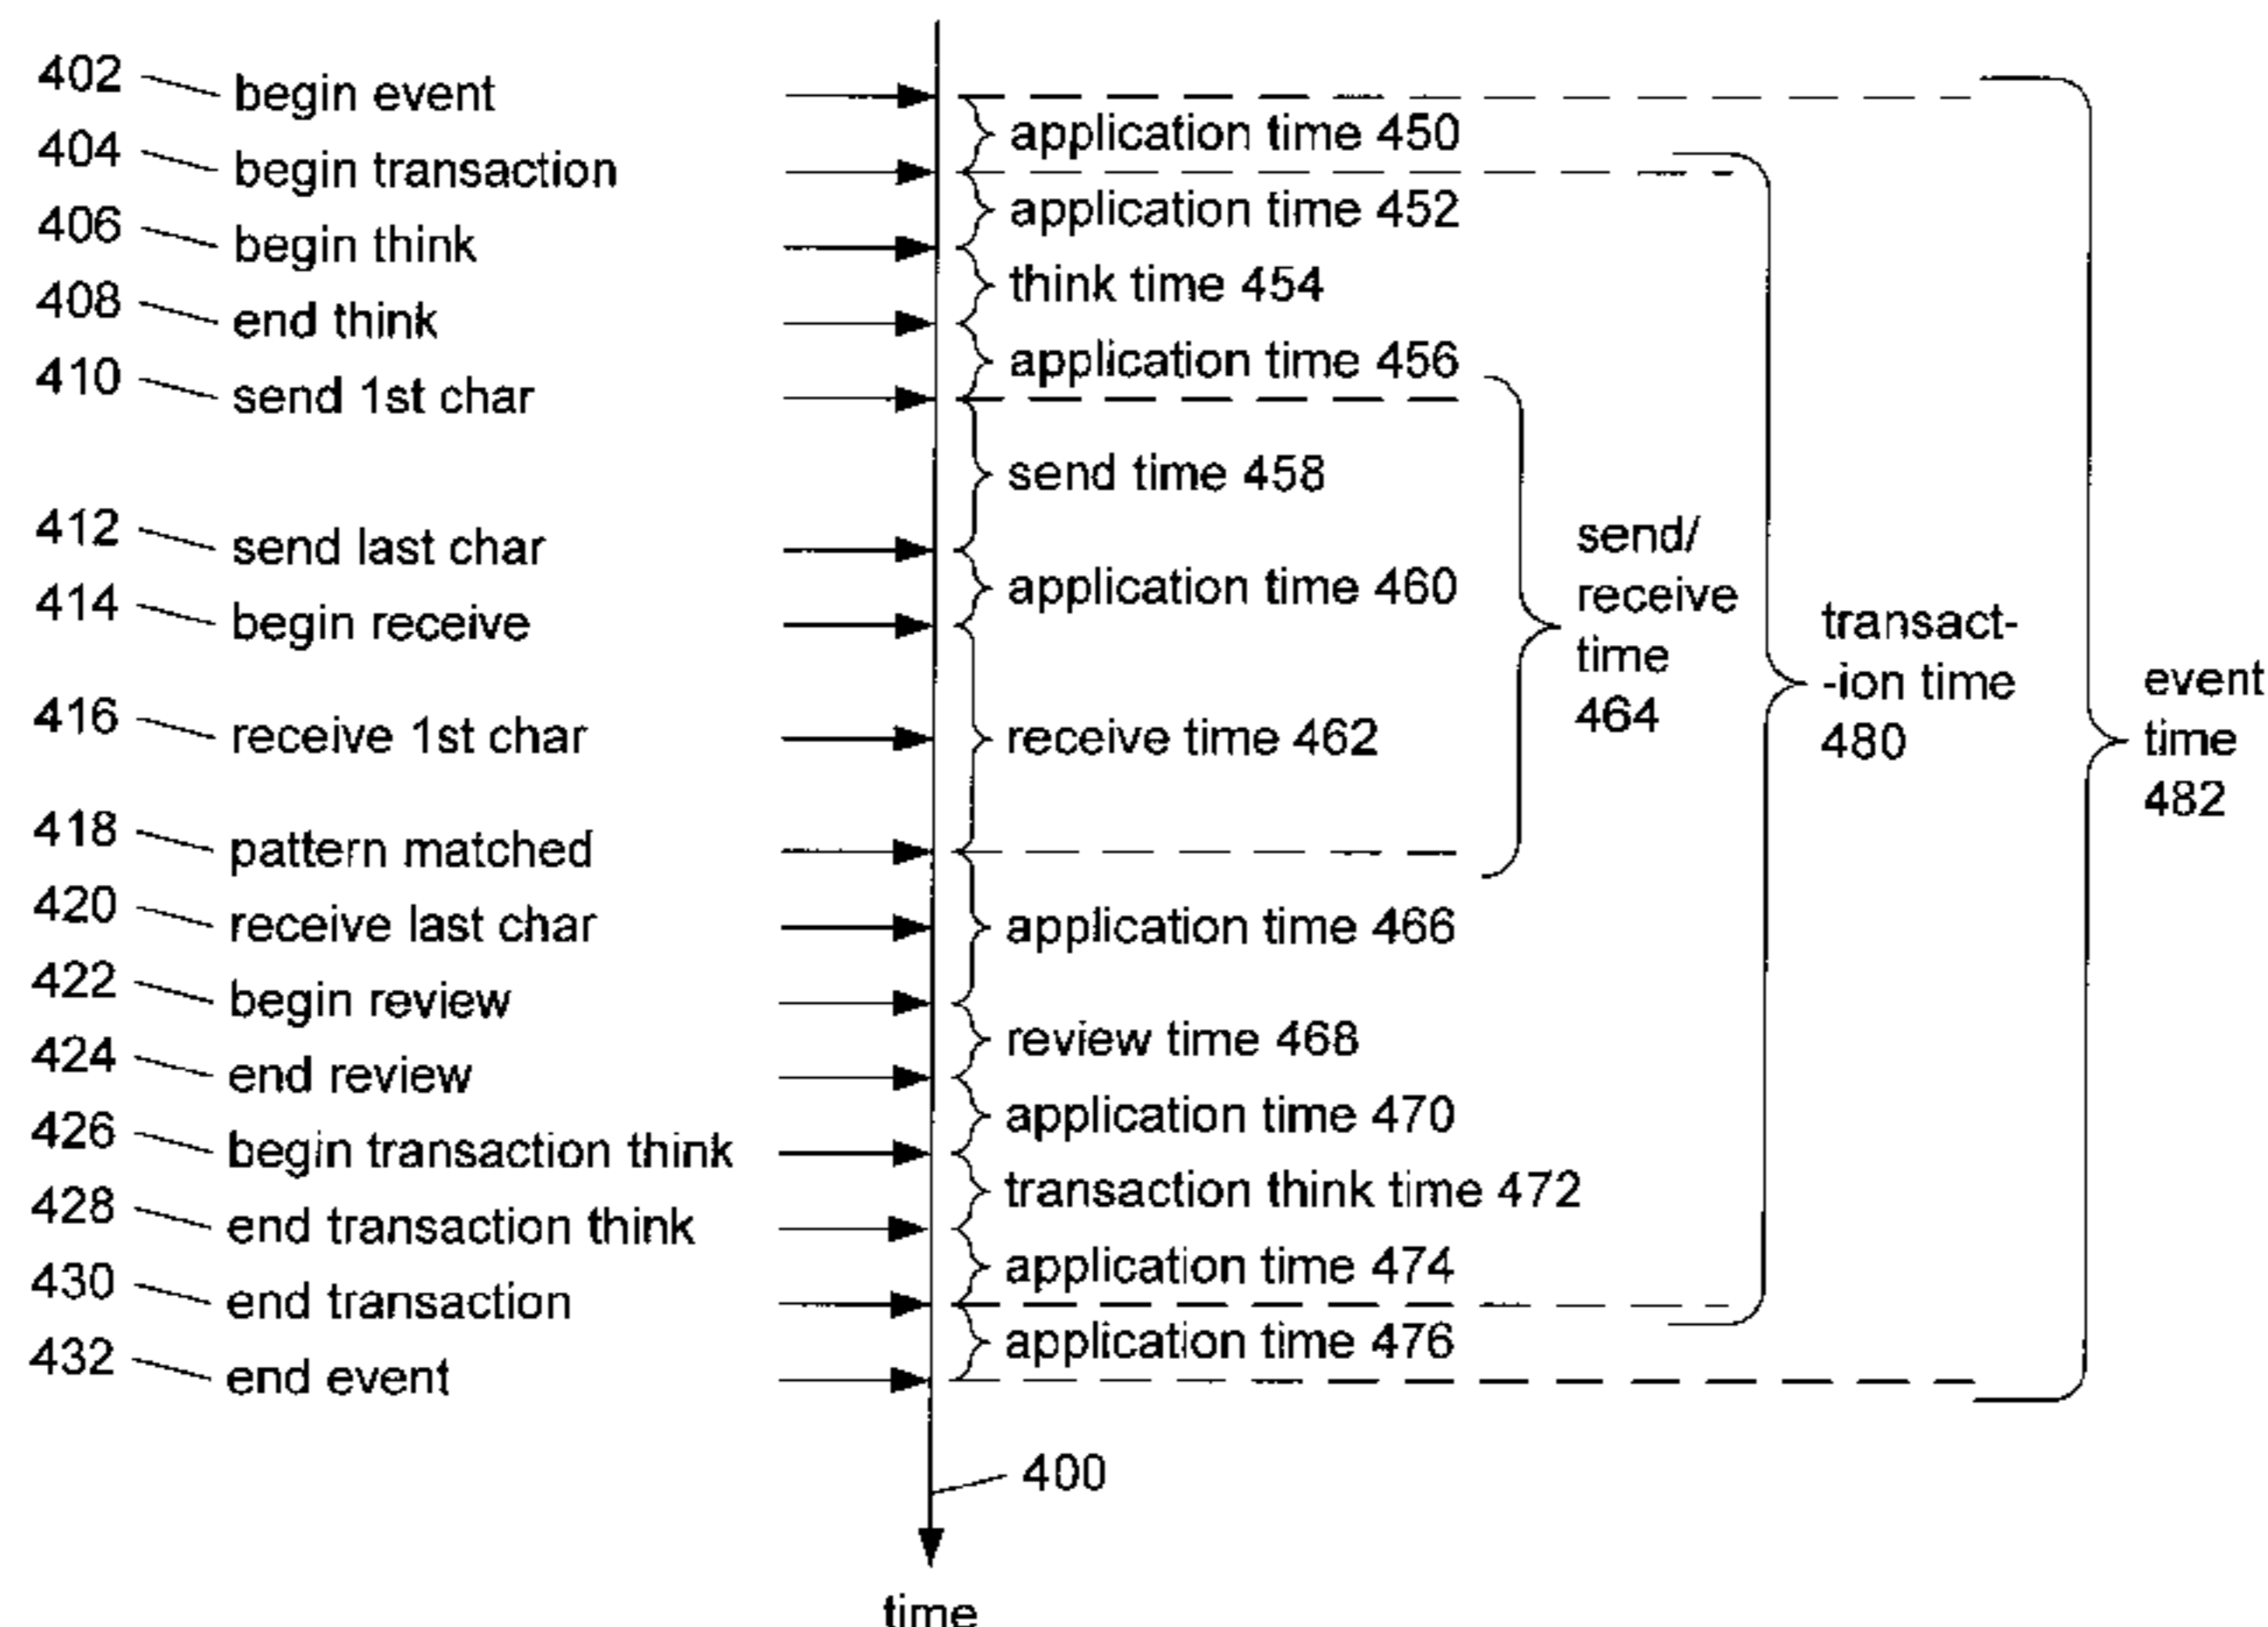 402 begin event
404 begin transaction
406 begin think
408 end think
410 send 1st char
412 send last char
414 begin receive
416 receive 1st char
418 pattern matched
420 receive last char
422 begin review
424 end review
426 begin transaction think
428 end transaction think
430 end transaction
432 end event
application time 450
application time 452
think time 454
application time 456
send time 458
application time 460
receive time 462
application time 466
review time 468
application time 470
transaction think time 472
application time 474
application time 476
send/
receive
time
464
transact-
-ion time
480
event
time
482
400
time